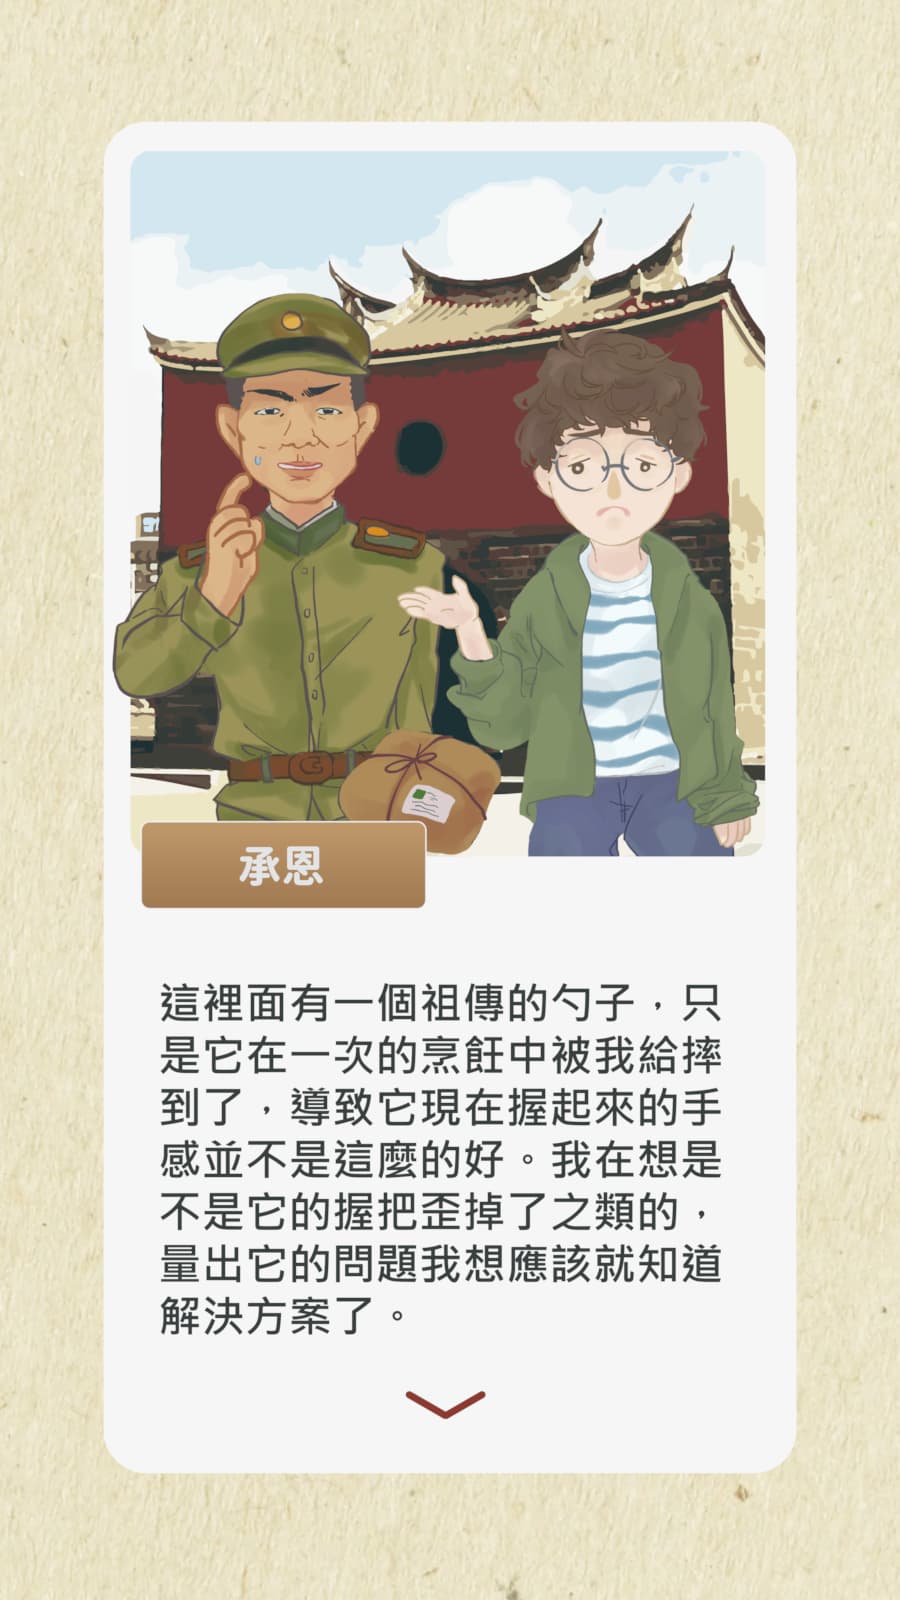 承恩
這裡面有一個祖傳的勺子，只
是它在一次的烹飪中被我給摔
到了，導致它現在握起來的手
感並不是這麼的好。我在想是
不是它的握把歪掉了之類的，
量出它的問題我想應該就知道
解決方案了。